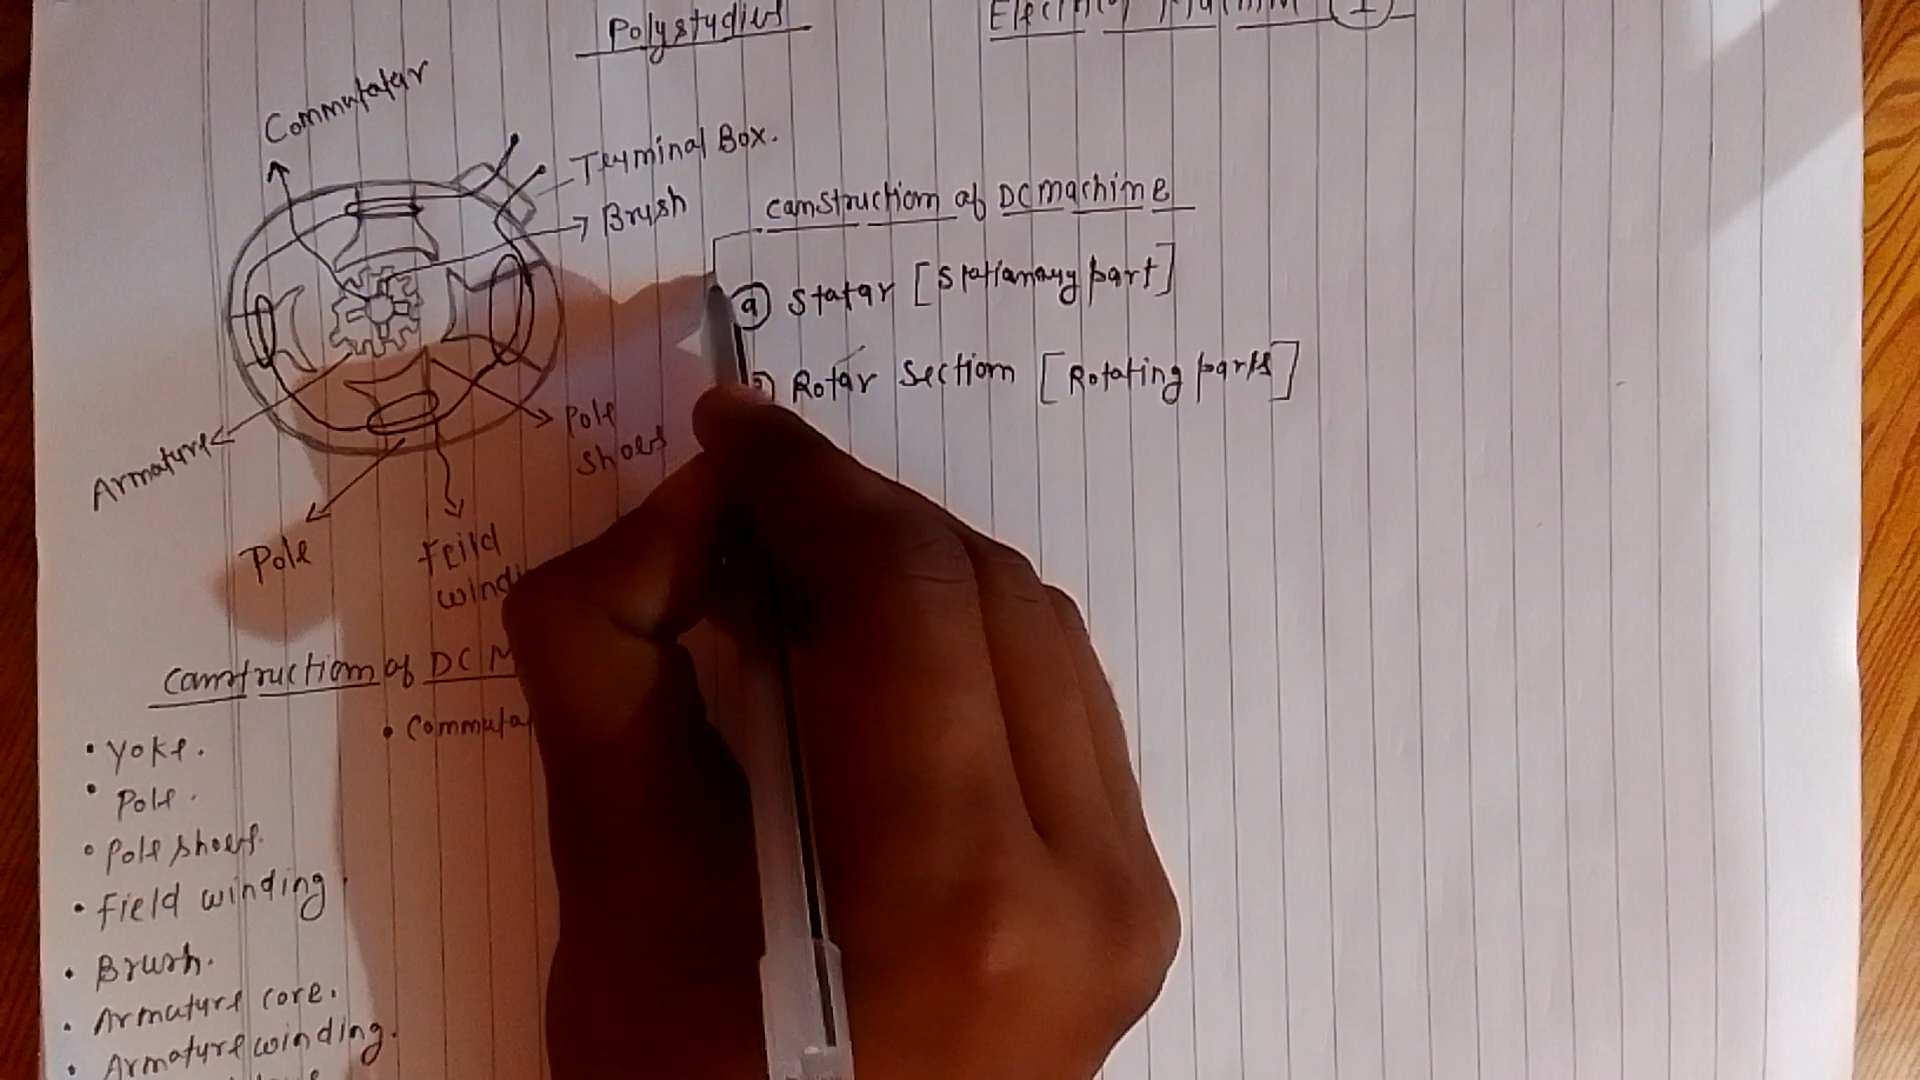 Polystudies
Commutator
Terminal Box.
Brush
Armature
Pole
Shoes
Pole
Feild
construction of DC machine
a Stator [Stationary part]
Rotor Section [Rotating parts]
Construction of DC
• Yoke.
• Pole.
• Pole shoes.
• Field winding.
• Brush.
• Armature core.
• Armature winding.